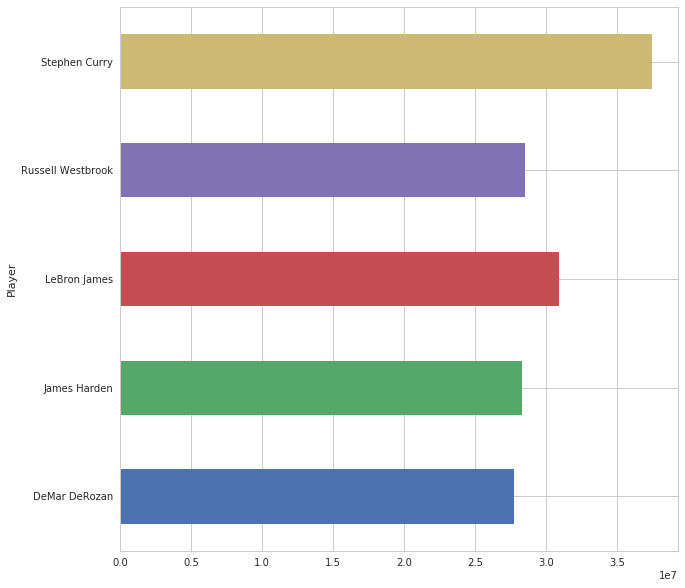 Stephen Curry
Russell Westbrook
LeBron James
James Harden
DeMar DeRozan
Player
0.0 0.5 1.0 1.5 2.0 2.5 3.0 3.5
1e7